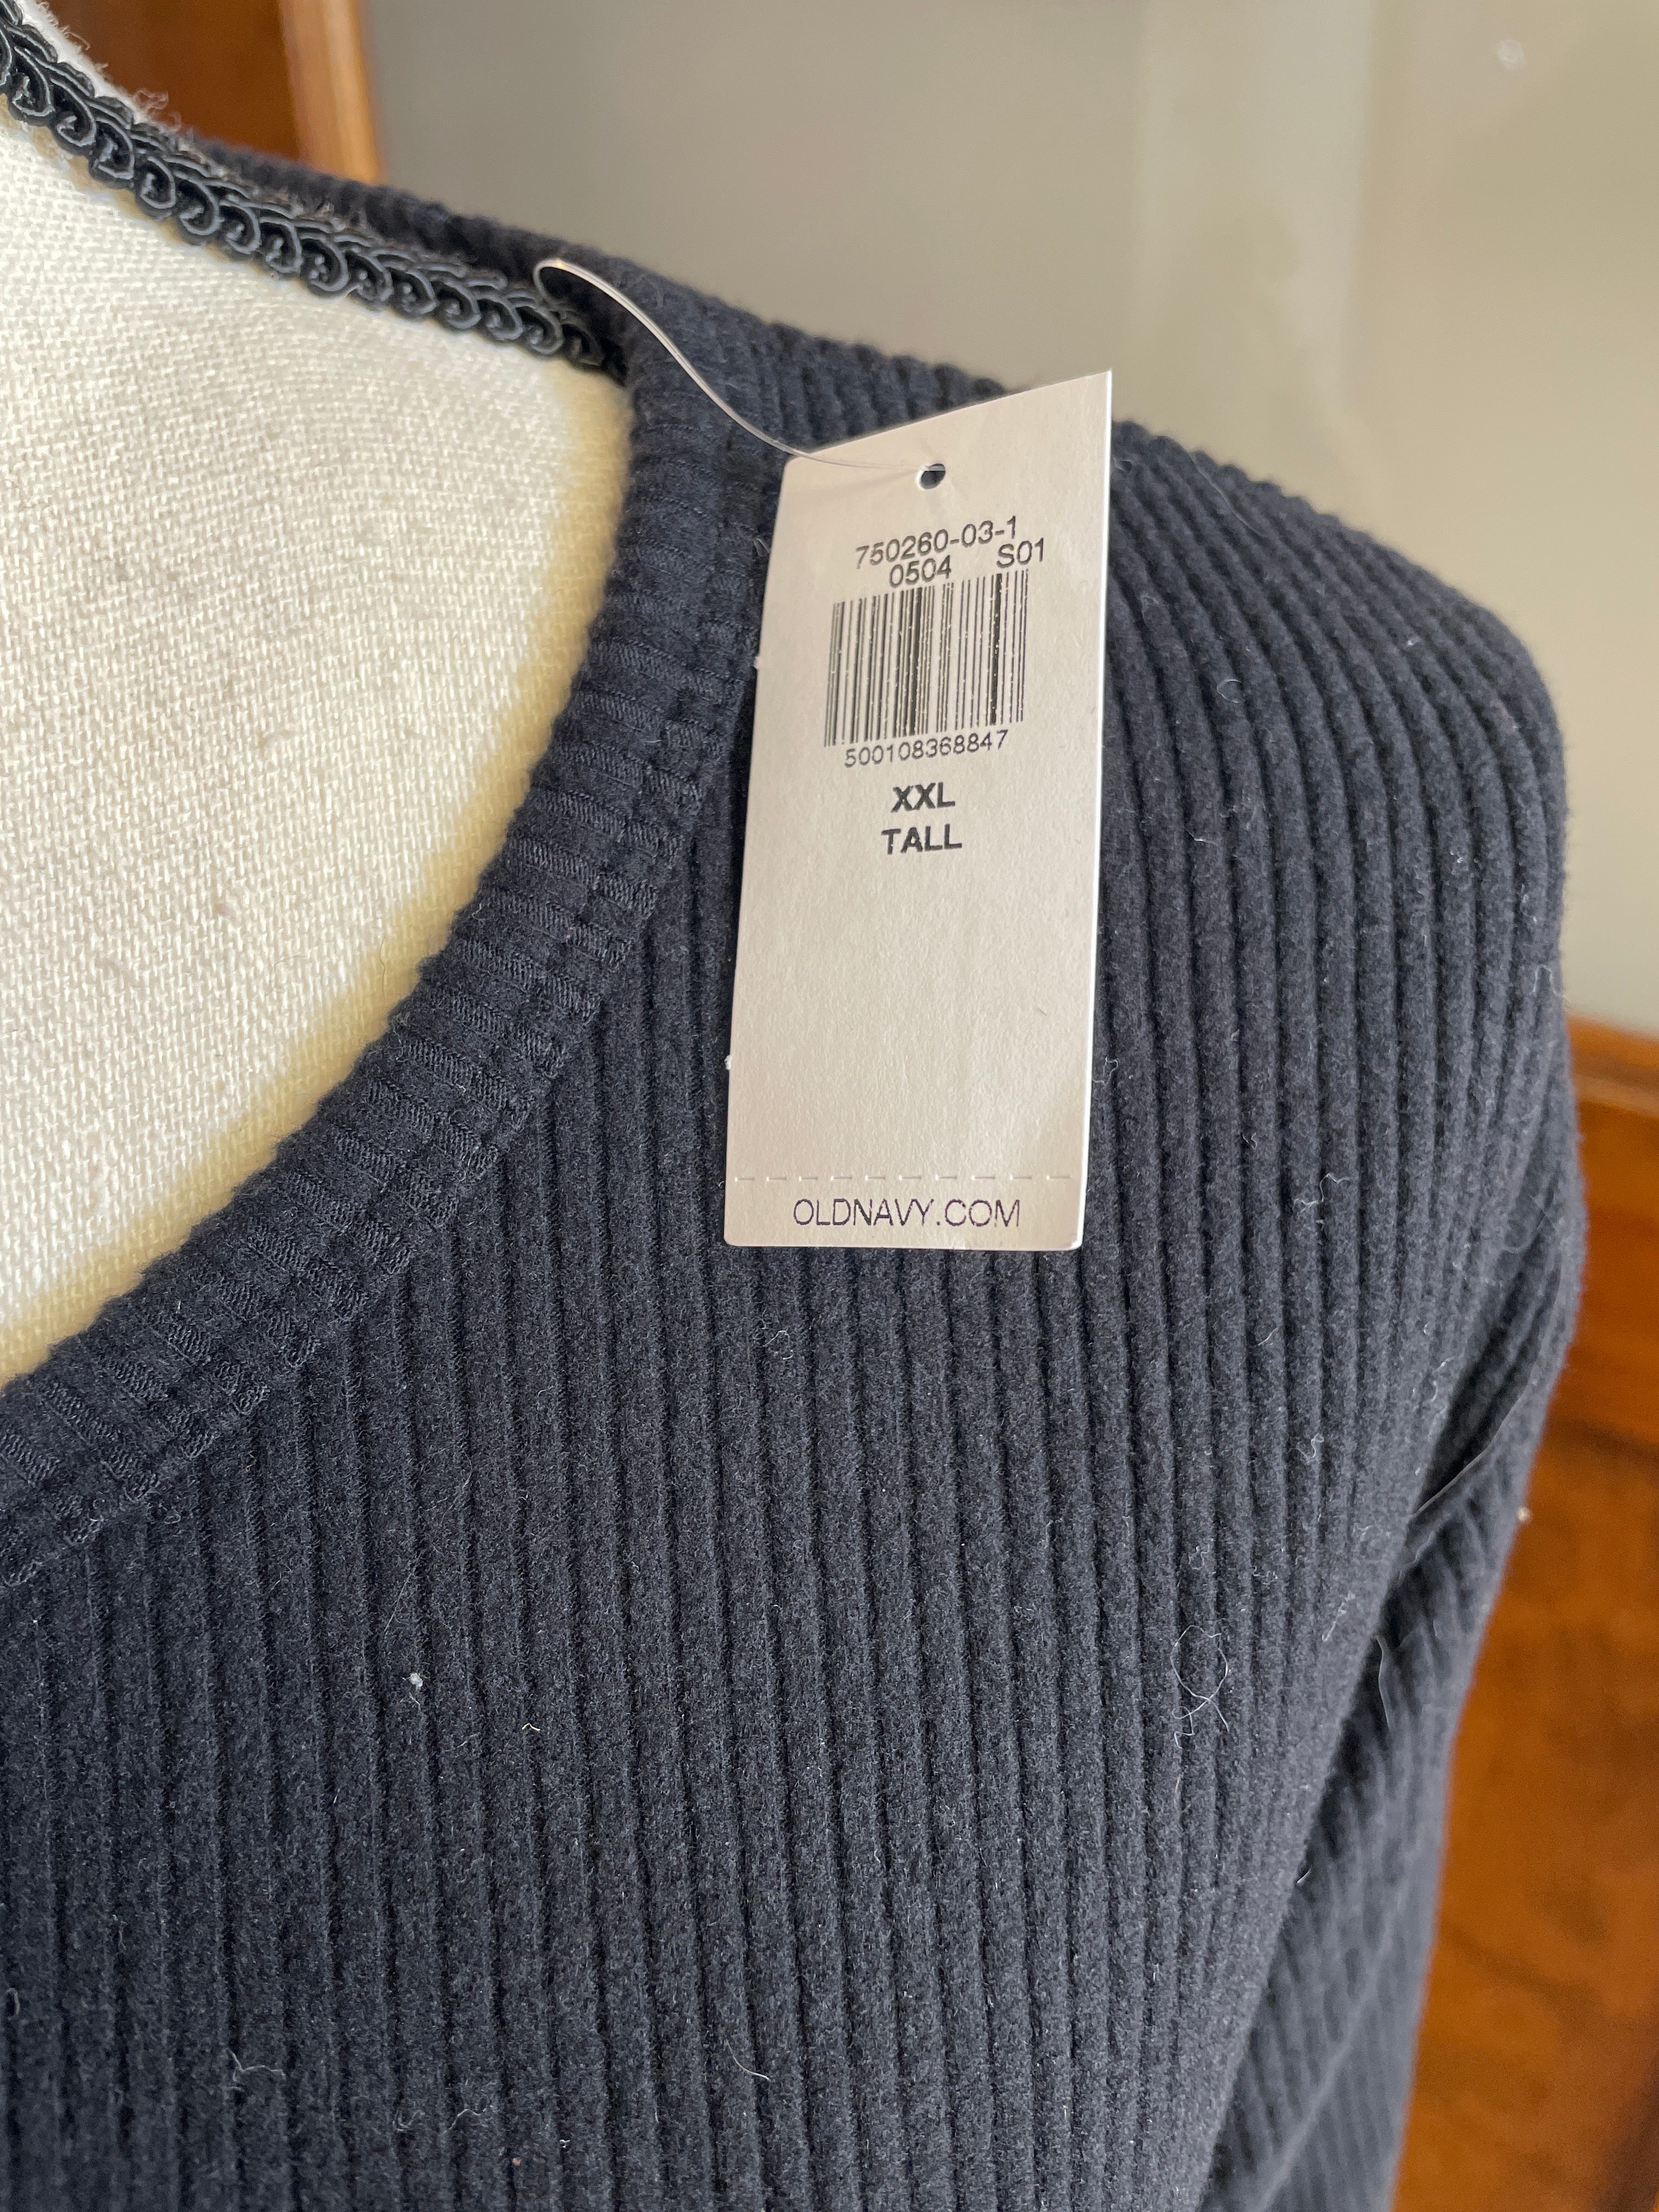 750260-03-1
0504 S01
500108368847
XXL
TALL
OLDNAVY.COM